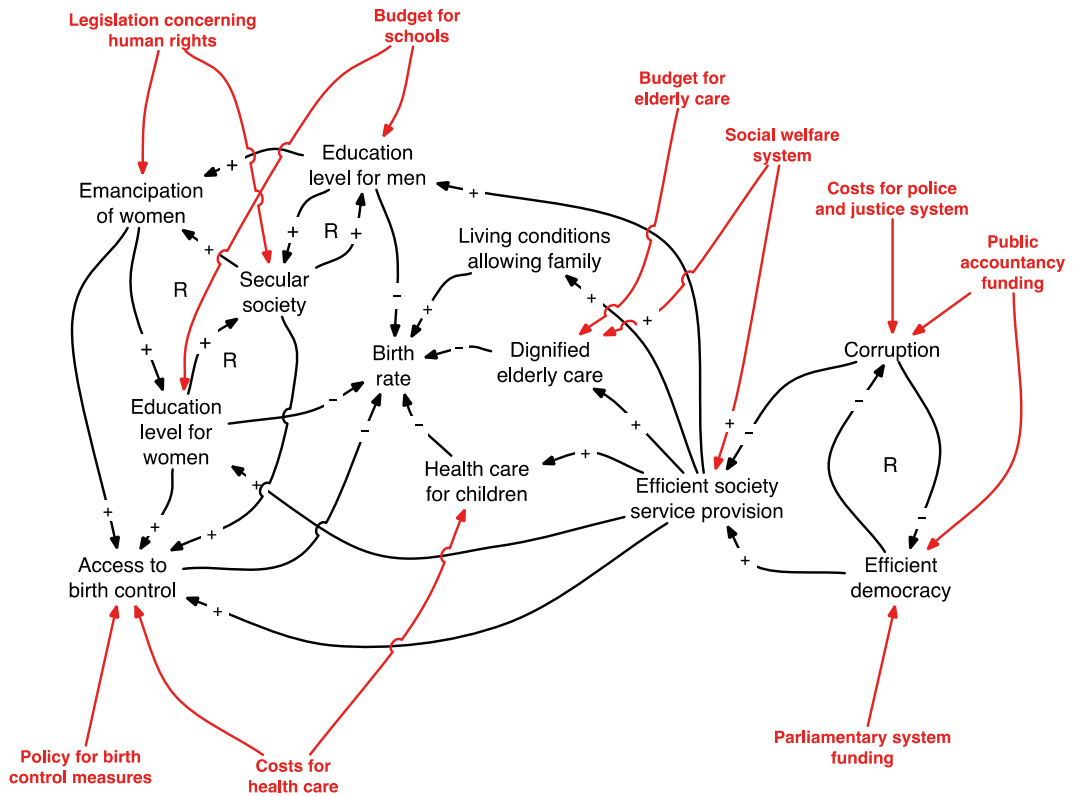 Legislation concerning
human rights
Budget for
schools
Budget for
elderly care
Social welfare
system
Costs for police
and justice system
Public
accountancy
funding
Education
level for men
+
Emancipation
of women
+
Living conditions
allowing family
+
R
+
+
Secular
society
R
–
+
+
+
+
Birth
rate
–
Dignified
elderly care
Corruption
+
+
R
–
Education
level for
women
–
–
–
+
+
–
Health care
for children
+
Efficient society
service provision
R
+
+
+
+
–
+
Access to
birth control
Efficient
democracy
+
Policy for birth
control measures
Costs for
health care
Parliamentary system
funding